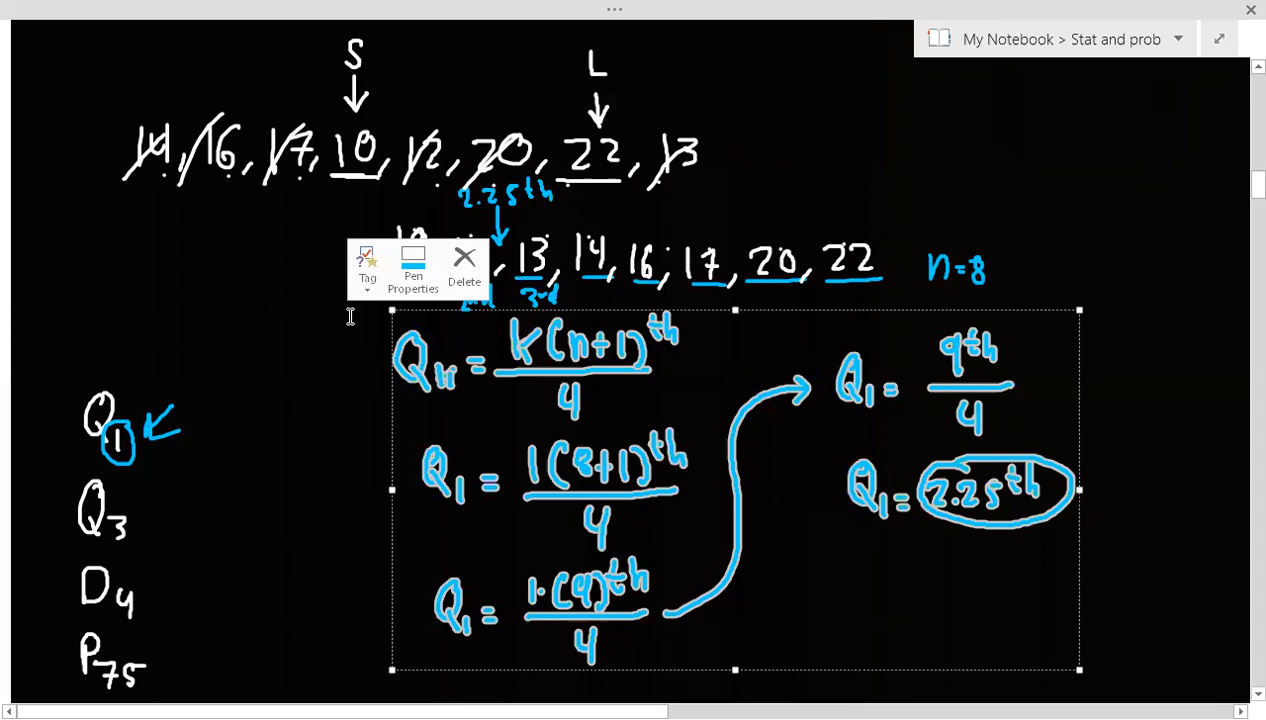 My Notebook > Stat and prob
S
L
14, 16, 17, 10, 12, 20, 22, 13
2.25th
, 13, 14, 16, 17, 20, 22
n=8
3rd
Tag
Pen Properties
Delete
Qk = k(n+1)th / 4
Q1 = 1(8+1)th / 4
Q1 = 1·(9)th / 4
Q1 = 9th / 4
Q1 = 2.25th
Q1
Q3
D4
P75